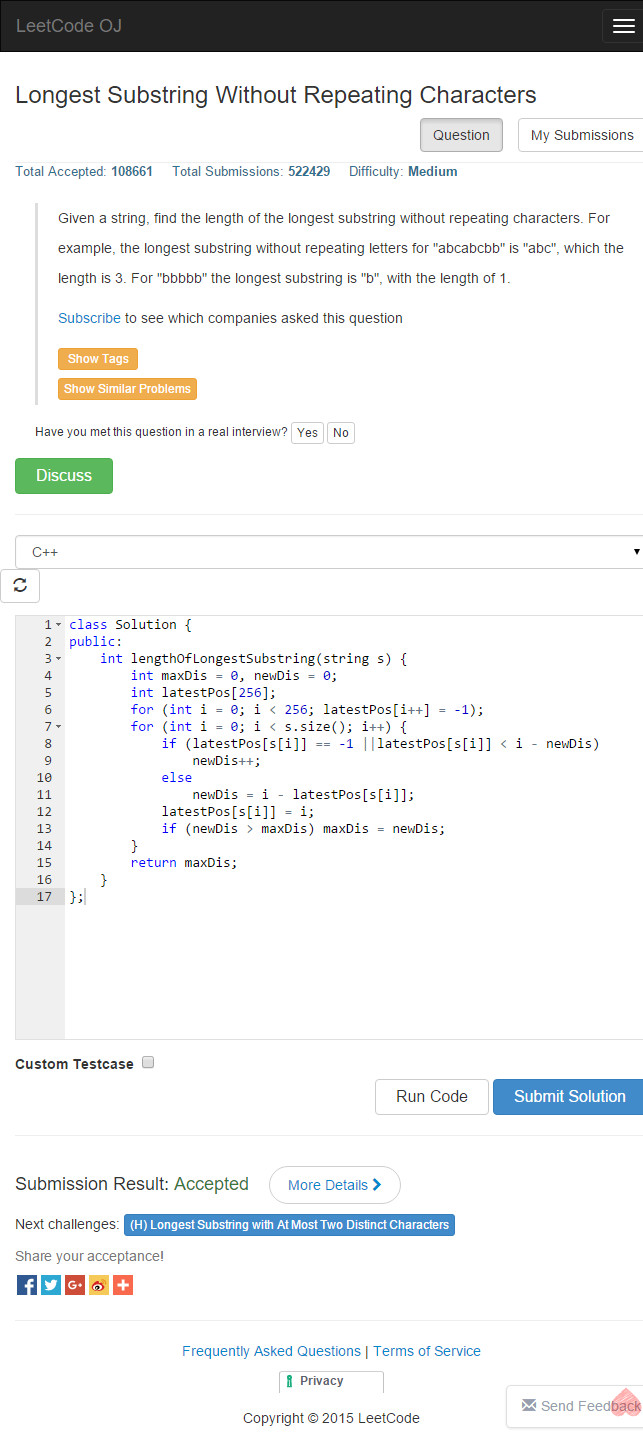 LeetCode OJ
Longest Substring Without Repeating Characters
Question My Submissions
Total Accepted: 108661 Total Submissions: 522429 Difficulty: Medium
Given a string, find the length of the longest substring without repeating characters. For
example, the longest substring without repeating letters for "abcabcbb" is "abc", which the
length is 3. For "bbbbb" the longest substring is "b", with the length of 1.
Subscribe to see which companies asked this question
Show Tags
Show Similar Problems
Have you met this question in a real interview? Yes No
Discuss
C++
1 class Solution {
2 public:
3     int lengthOfLongestSubstring(string s) {
4         int maxDis = 0, newDis = 0;
5         int latestPos[256];
6         for (int i = 0; i < 256; latestPos[i++] = -1);
7         for (int i = 0; i < s.size(); i++) {
8             if (latestPos[s[i]] == -1 ||latestPos[s[i]] < i - newDis)
9                 newDis++;
10             else
11                 newDis = i - latestPos[s[i]];
12             latestPos[s[i]] = i;
13             if (newDis > maxDis) maxDis = newDis;
14         }
15         return maxDis;
16     }
17 };
Custom Testcase
Run Code Submit Solution
Submission Result: Accepted More Details
Next challenges: (H) Longest Substring with At Most Two Distinct Characters
Share your acceptance!
Frequently Asked Questions | Terms of Service
Privacy
Copyright © 2015 LeetCode
Send Feedback